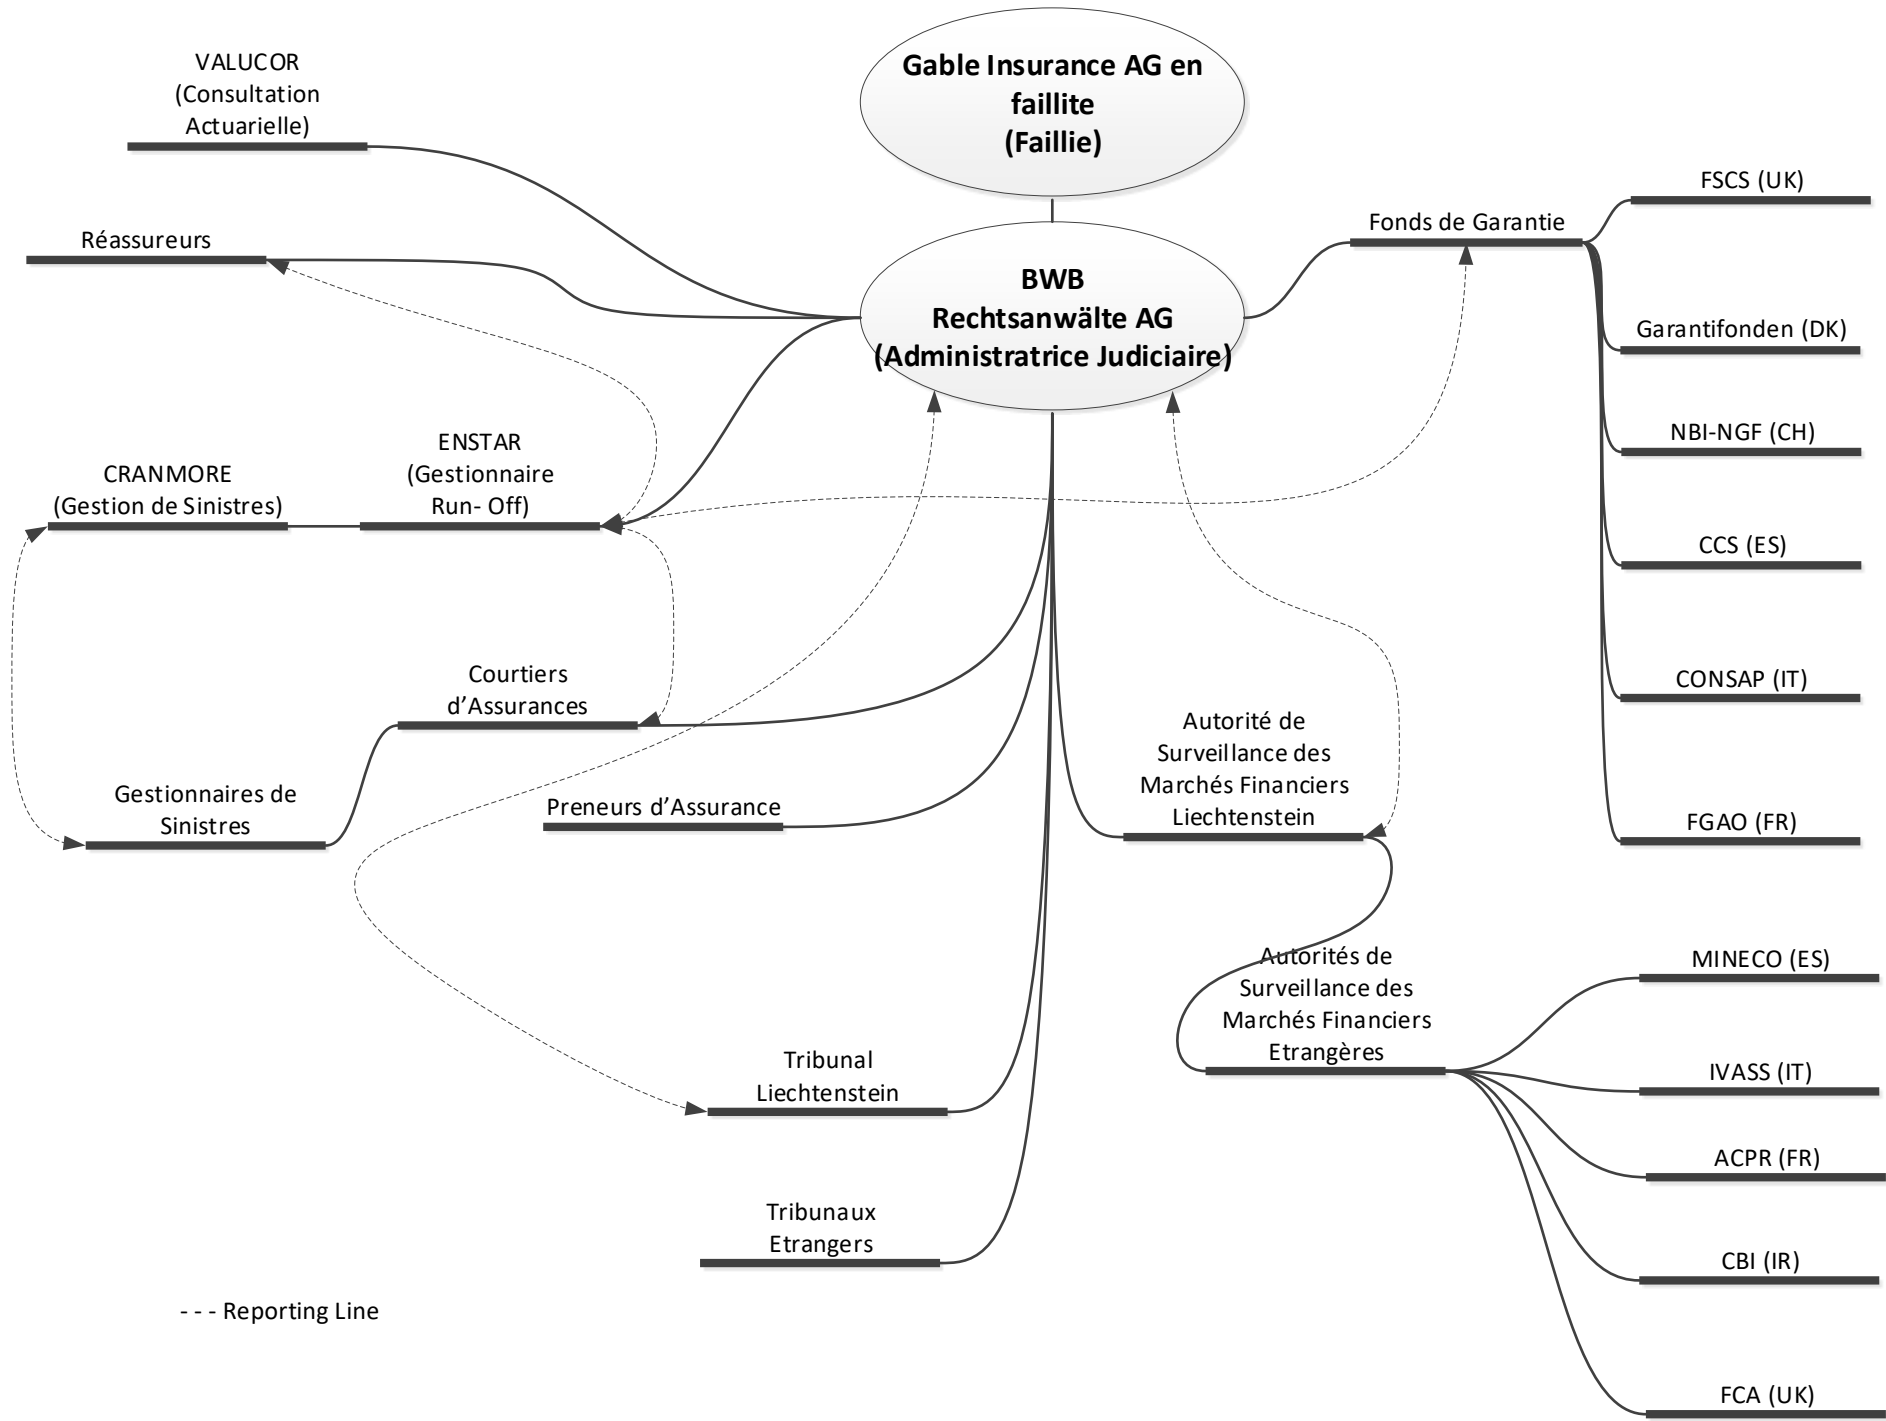 Gable Insurance AG en
faillite
(Faillie)
BWB
Rechtsanwälte AG
(Administratrice Judiciaire)
VALUCOR
(Consultation
Actuarielle)
Réassureurs
CRANMORE
(Gestion de Sinistres)
ENSTAR
(Gestionnaire
Run- Off)
Courtiers
d’Assurances
Gestionnaires de
Sinistres
Preneurs d’Assurance
Tribunal
Liechtenstein
Tribunaux
Etrangers
Autorité de
Surveillance des
Marchés Financiers
Liechtenstein
Autorités de
Surveillance des
Marchés Financiers
Etrangères
Fonds de Garantie
FSCS (UK)
Garantifonden (DK)
NBI-NGF (CH)
CCS (ES)
CONSAP (IT)
FGAO (FR)
MINECO (ES)
IVASS (IT)
ACPR (FR)
CBI (IR)
FCA (UK)
- - - Reporting Line